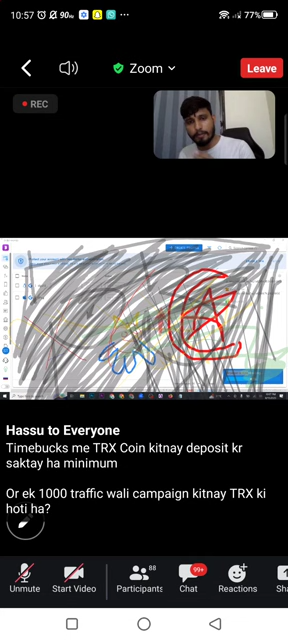 10:57
77%
Zoom
Leave
REC
Hassu to Everyone
Timebucks me TRX Coin kitnay deposit kr
saktay ha minimum
Or ek 1000 traffic wali campaign kitnay TRX ki
hoti ha?
88
99+
Unmute
Start Video
Participants
Chat
Reactions
Sha